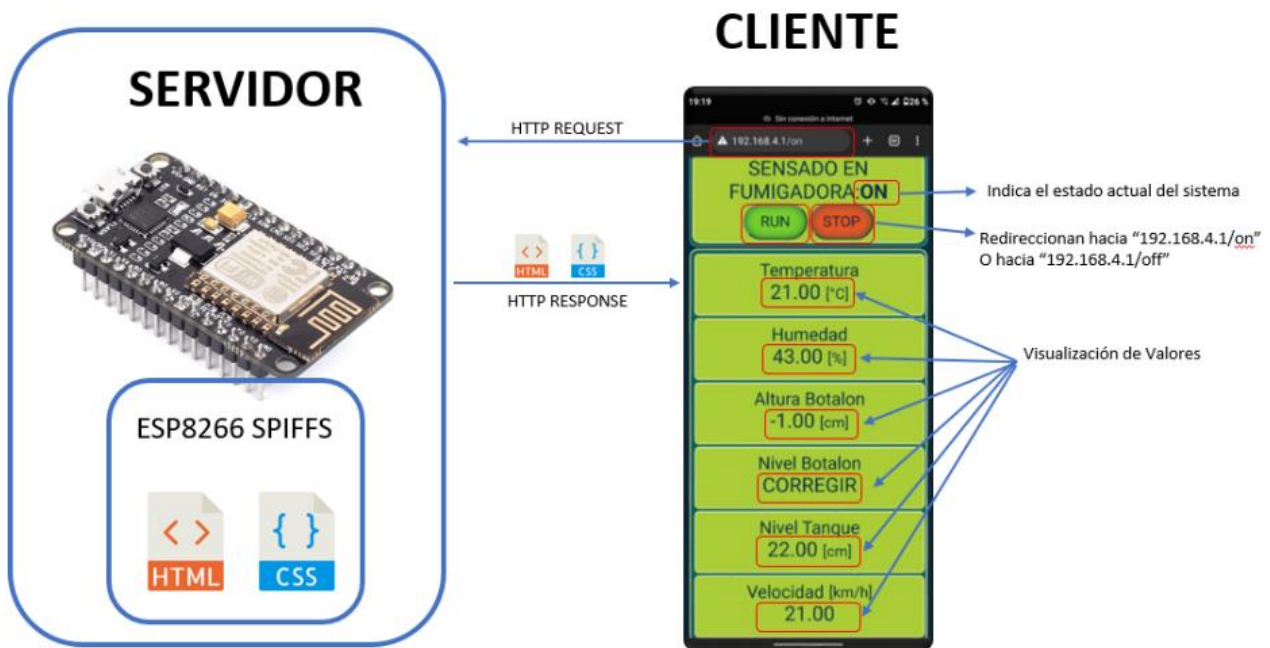 CLIENTE
SERVIDOR
HTTP REQUEST
HTML
CSS
HTTP RESPONSE
ESP8266 SPIFFS
HTML
CSS
19:19
26 %
Sin conexión a Internet
192.168.4.1/on
SENSADO EN
FUMIGADORA:ON
RUN
STOP
Temperatura
21.00 [°C]
Humedad
43.00 [%]
Altura Botalon
-1.00 [cm]
Nivel Botalon
CORREGIR
Nivel Tanque
22.00 [cm]
Velocidad [km/h]
21.00
Indica el estado actual del sistema
Redireccionan hacia “192.168.4.1/on”
O hacia “192.168.4.1/off”
Visualización de Valores